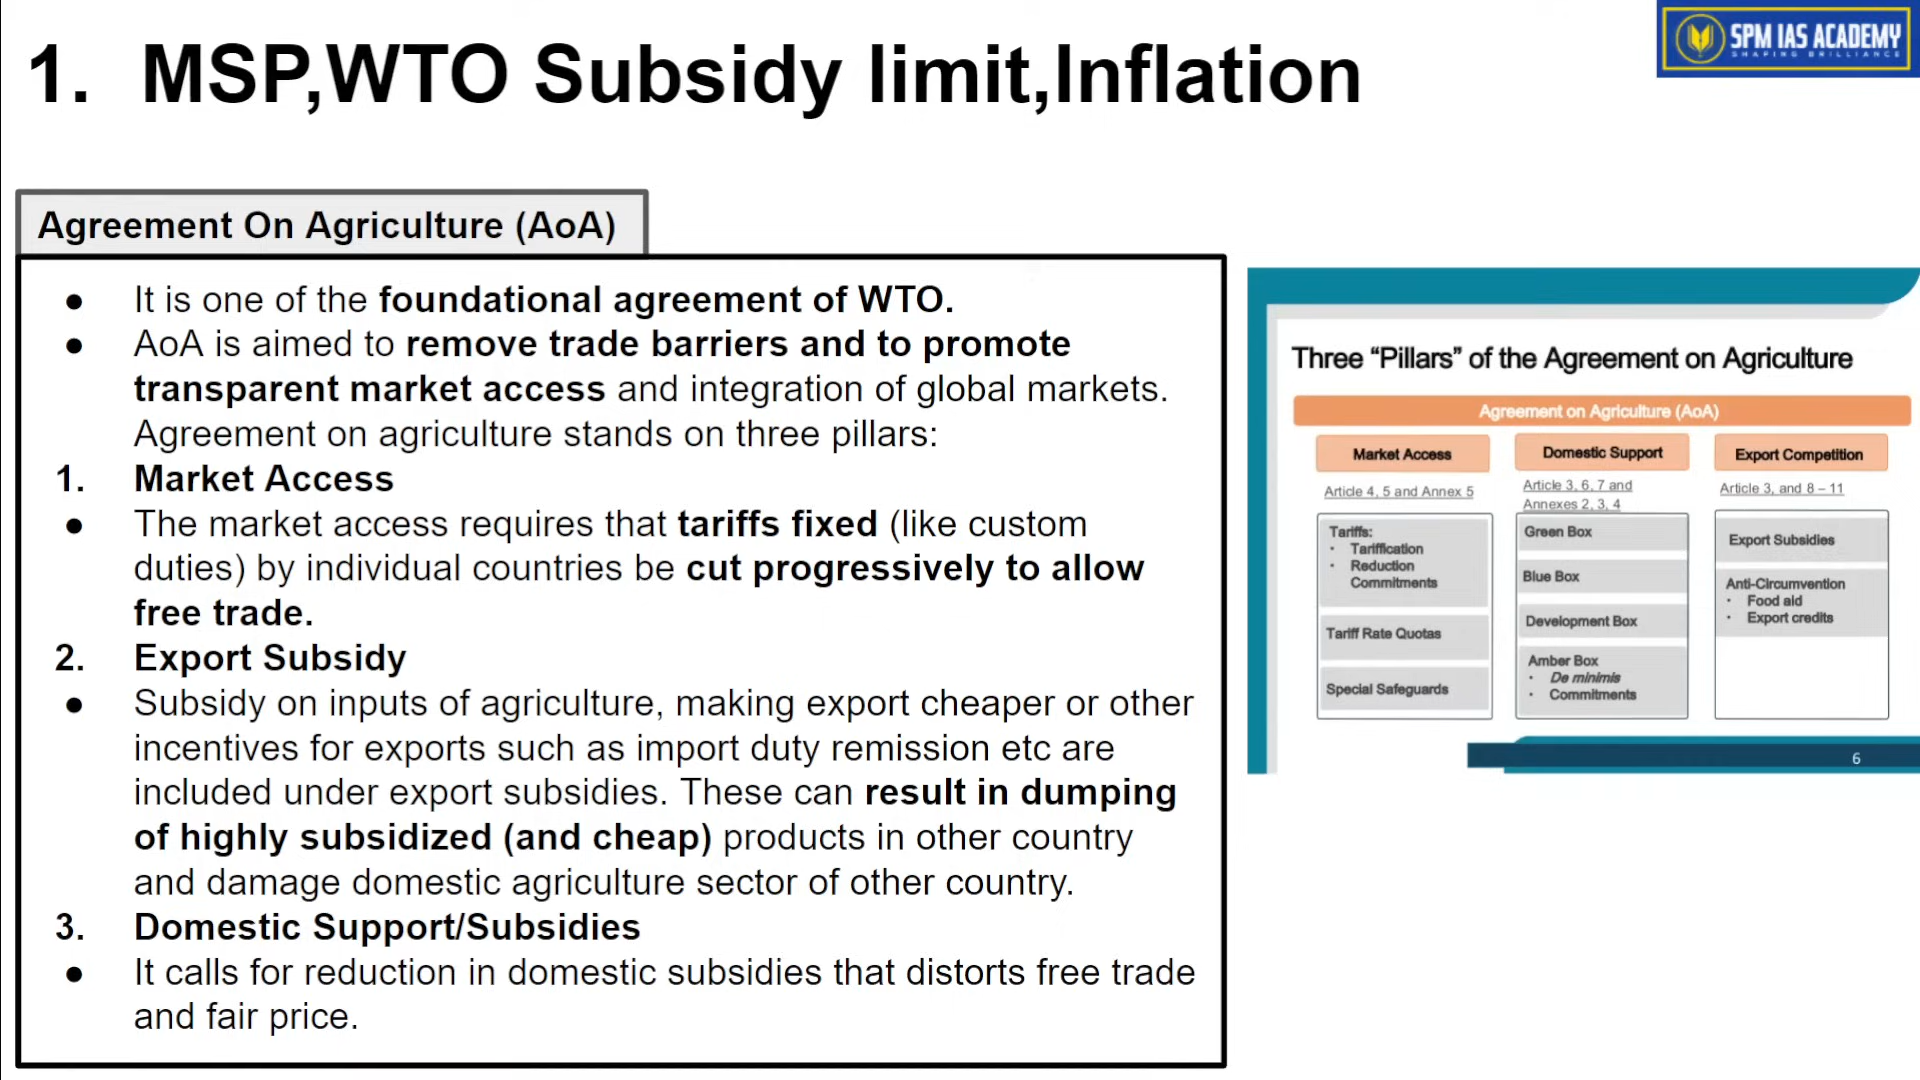 1. MSP,WTO Subsidy limit,Inflation
SPM IAS ACADEMY
SHAPING BRILLIANCE
Agreement On Agriculture (AoA)
● It is one of the foundational agreement of WTO.
● AoA is aimed to remove trade barriers and to promote
transparent market access and integration of global markets.
Agreement on agriculture stands on three pillars:
1. Market Access
● The market access requires that tariffs fixed (like custom
duties) by individual countries be cut progressively to allow
free trade.
2. Export Subsidy
● Subsidy on inputs of agriculture, making export cheaper or other
incentives for exports such as import duty remission etc are
included under export subsidies. These can result in dumping
of highly subsidized (and cheap) products in other country
and damage domestic agriculture sector of other country.
3. Domestic Support/Subsidies
● It calls for reduction in domestic subsidies that distorts free trade
and fair price.
Three “Pillars” of the Agreement on Agriculture
Agreement on Agriculture (AoA)
Market Access
Article 4, 5 and Annex 5
Tariffs:
• Tariffication
• Reduction
Commitments
Tariff Rate Quotas
Special Safeguards
Domestic Support
Article 3, 6, 7 and
Annexes 2, 3, 4
Green Box
Blue Box
Development Box
Amber Box
• De minimis
• Commitments
Export Competition
Article 3, and 8 – 11
Export Subsidies
Anti-Circumvention
• Food aid
• Export credits
6